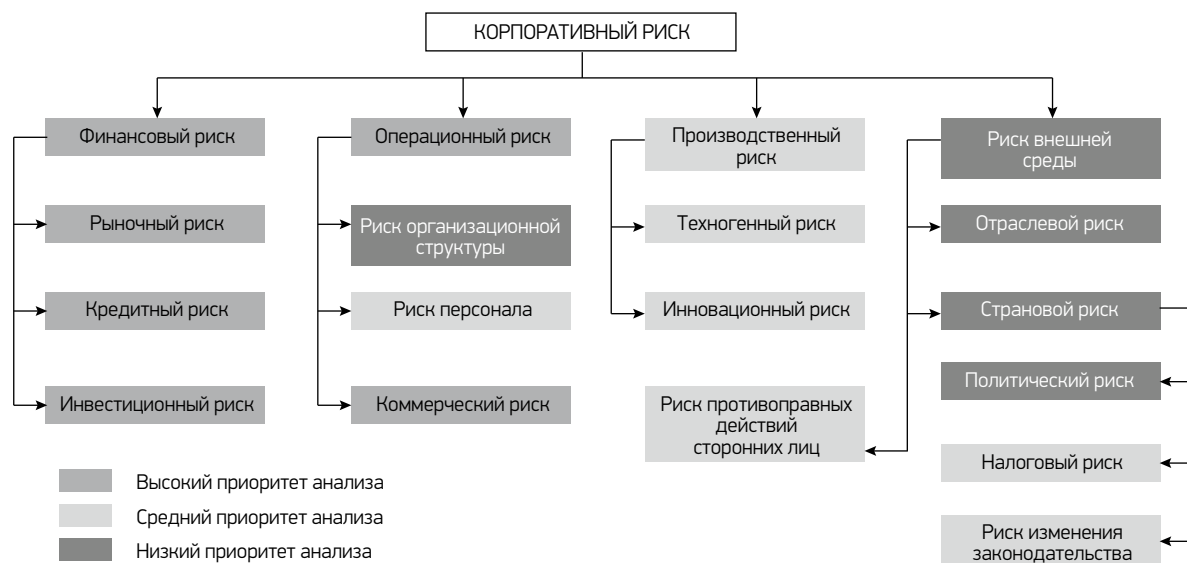 КОРПОРАТИВНЫЙ РИСК
Финансовый риск
Рыночный риск
Кредитный риск
Инвестиционный риск
Операционный риск
Риск организационной
структуры
Риск персонала
Коммерческий риск
Производственный
риск
Техногенный риск
Инновационный риск
Риск противоправных
действий
сторонних лиц
Риск внешней
среды
Отраслевой риск
Страновой риск
Политический риск
Налоговый риск
Риск изменения
законодательства
Высокий приоритет анализа
Средний приоритет анализа
Низкий приоритет анализа